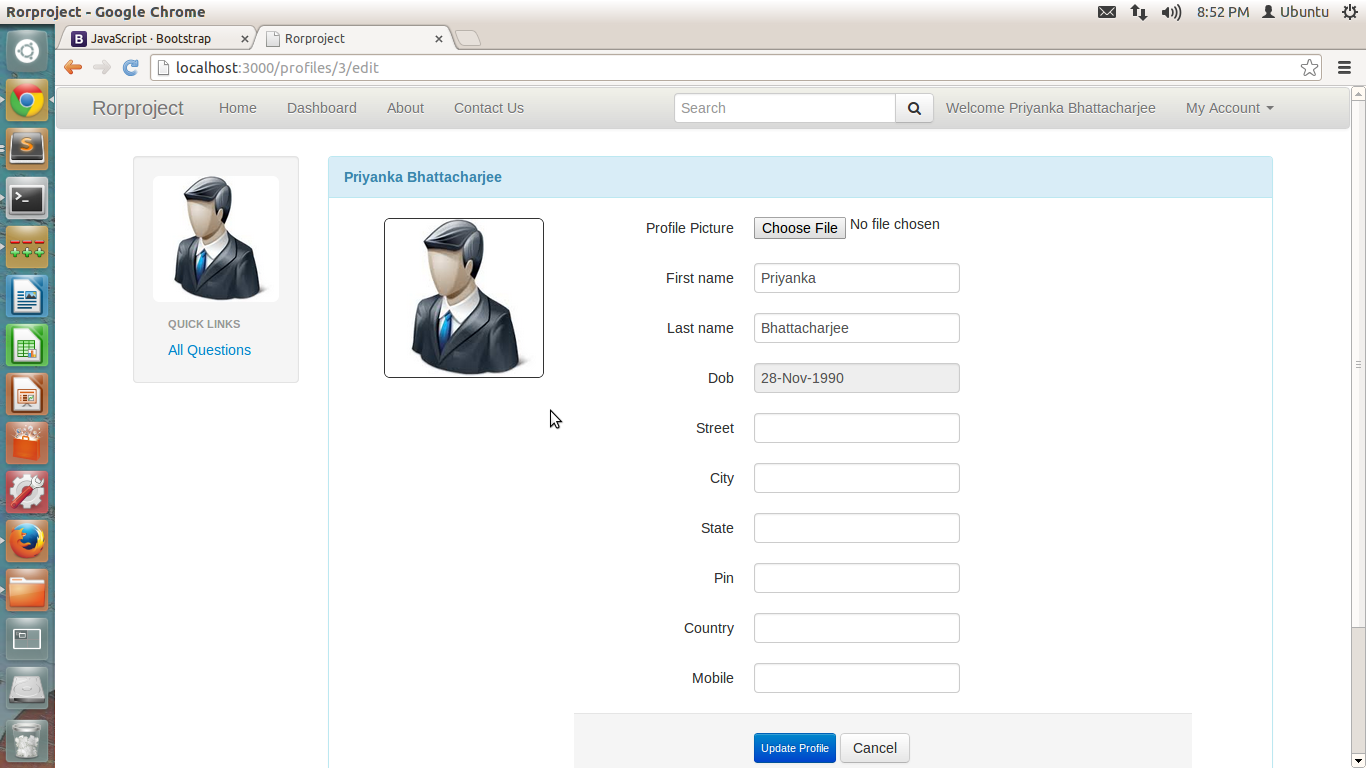 Rorproject - Google Chrome
8:52 PM Ubuntu
B JavaScript · Bootstrap × Rorproject ×
localhost:3000/profiles/3/edit
Rorproject Home Dashboard About Contact Us Search Welcome Priyanka Bhattacharjee My Account
QUICK LINKS
All Questions
Priyanka Bhattacharjee
Profile Picture Choose File No file chosen
First name Priyanka
Last name Bhattacharjee
Dob 28-Nov-1990
Street
City
State
Pin
Country
Mobile
Update Profile Cancel